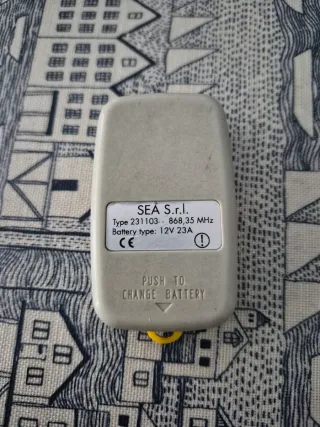 SEA S.r.l.
Type 231103-- 868,35 MHz
Battery type: 12V 23A
CE
PUSH TO
CHANGE BATTERY